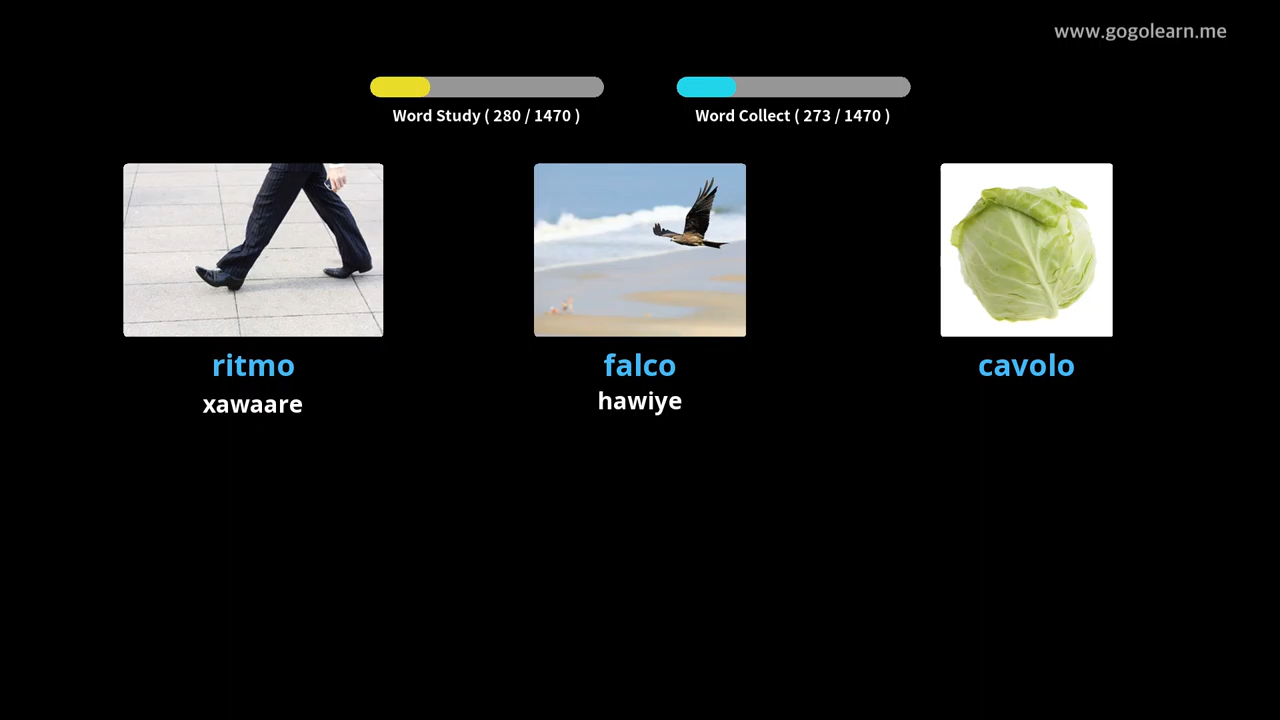 www.gogolearn.me
Word Study ( 280 / 1470 )
Word Collect ( 273 / 1470 )
ritmo
xawaare
falco
hawiye
cavolo